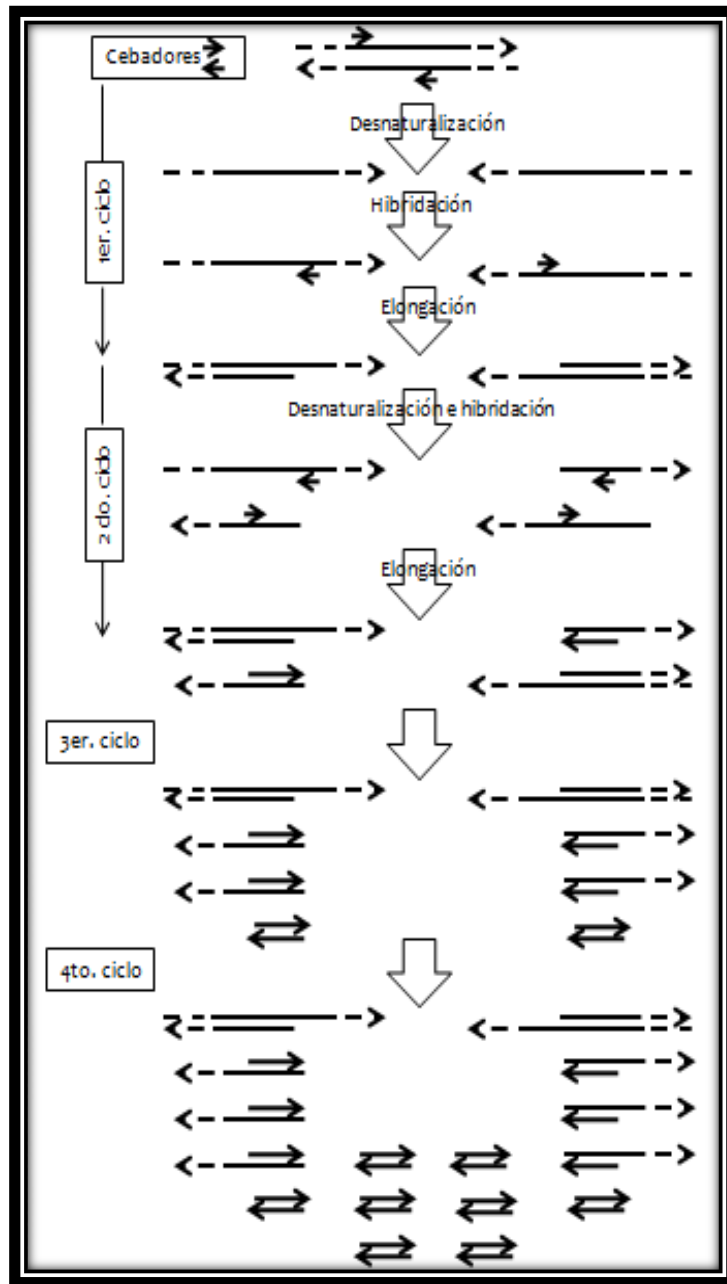 Cebadores
Desnaturalización
1er. ciclo
Hibridación
Elongación
Desnaturalización e hibridación
2 do. ciclo
Elongación
3er. ciclo
4to. ciclo